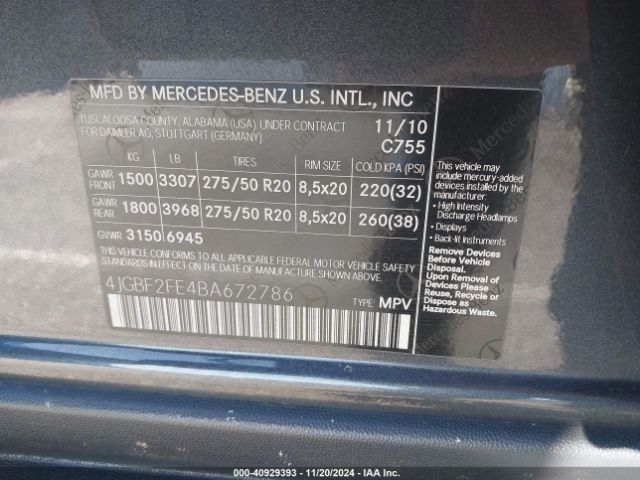 MFD BY MERCEDES-BENZ U.S. INTL., INC
TUSCALOOSA COUNTY, ALABAMA (USA) UNDER CONTRACT
FOR DAIMLER AG, STUTTGART (GERMANY)
11/10
C755
KG LB TIRES RIM SIZE COLD KPA (PSI)
GAWR FRONT 1500 3307 275/50 R20 8,5x20 220(32)
GAWR REAR 1800 3968 275/50 R20 8,5x20 260(38)
GVWR 3150 6945
THIS VEHICLE CONFORMS TO ALL APPLICABLE FEDERAL MOTOR VEHICLE SAFETY
STANDARDS IN EFFECT ON THE DATE OF MANUFACTURE SHOWN ABOVE
4JGBF2FE4BA672786
TYPE: MPV
This vehicle may
include mercury-added
devices installed by the
manufacturer:
• High Intensity
Discharge Headlamps
• Displays
• Back-lit Instruments
Remove Devices
Before Vehicle
Disposal.
Upon Removal
of Devices Please
Reuse, Recycle or
Dispose as
Hazardous Waste.
000-40929393 - 11/20/2024 - IAA Inc.